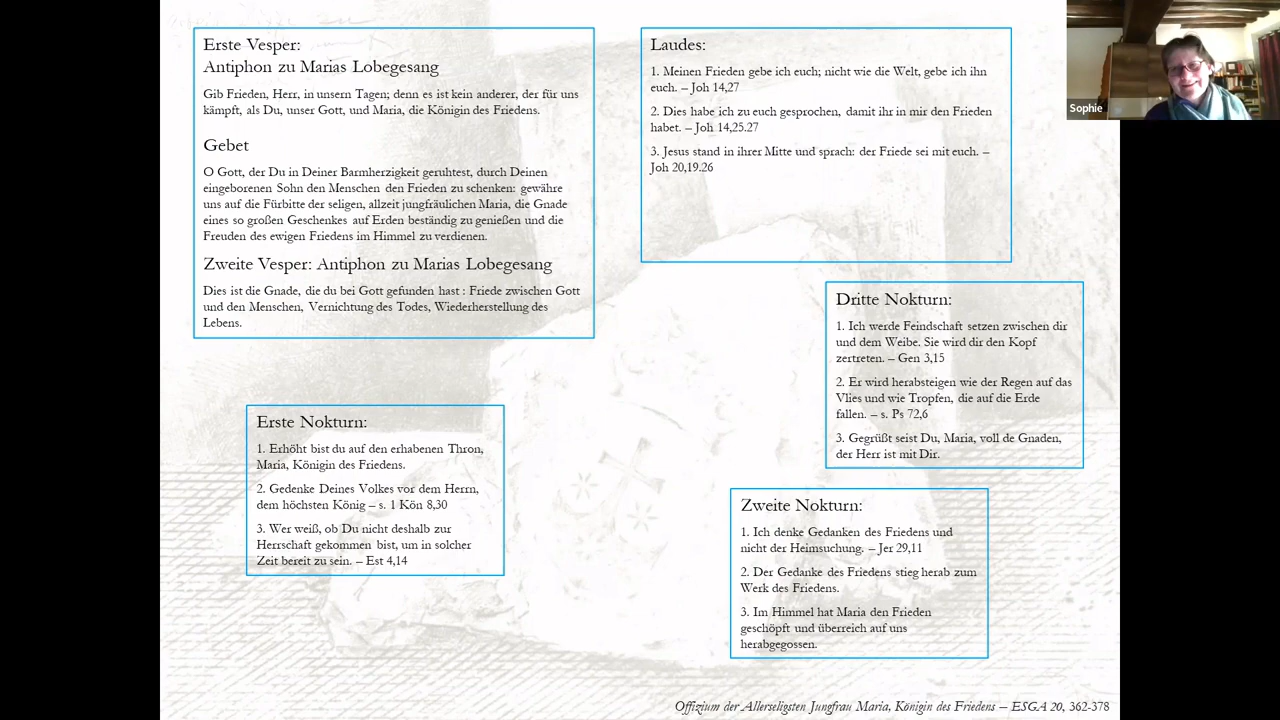 Erste Vesper:
Antiphon zu Marias Lobegesang
Gib Frieden, Herr, in unsern Tagen; denn es ist kein anderer, der für uns
kämpft, als Du, unser Gott, und Maria, die Königin des Friedens.
Gebet
O Gott, der Du in Deiner Barmherzigkeit geruhtest, durch Deinen
eingeborenen Sohn den Menschen den Frieden zu schenken: gewähre
uns auf die Fürbitte der seligen, allzeit jungfräulichen Maria, die Gnade
eines so großen Geschenkes auf Erden beständig zu genießen und die
Freuden des ewigen Friedens im Himmel zu verdienen.
Zweite Vesper: Antiphon zu Marias Lobegesang
Dies ist die Gnade, die du bei Gott gefunden hast : Friede zwischen Gott
und den Menschen, Vernichtung des Todes, Wiederherstellung des
Lebens.
Laudes:
1. Meinen Frieden gebe ich euch; nicht wie die Welt, gebe ich ihn
euch. – Joh 14,27
2. Dies habe ich zu euch gesprochen, damit ihr in mir den Frieden
habet. – Joh 14,25.27
3. Jesus stand in ihrer Mitte und sprach: der Friede sei mit euch. –
Joh 20,19.26
Sophie
Dritte Nokturn:
1. Ich werde Feindschaft setzen zwischen dir
und dem Weibe. Sie wird dir den Kopf
zertreten. – Gen 3,15
2. Er wird herabsteigen wie der Regen auf das
Vlies und wie Tropfen, die auf die Erde
fallen. – s. Ps 72,6
3. Gegrüßt seist Du, Maria, voll de Gnaden,
der Herr ist mit Dir.
Erste Nokturn:
1. Erhöht bist du auf den erhabenen Thron,
Maria, Königin des Friedens.
2. Gedenke Deines Volkes vor dem Herrn,
dem höchsten König – s. 1 Kön 8,30
3. Wer weiß, ob Du nicht deshalb zur
Herrschaft gekommen bist, um in solcher
Zeit bereit zu sein. – Est 4,14
Zweite Nokturn:
1. Ich denke Gedanken des Friedens und
nicht der Heimsuchung. – Jer 29,11
2. Der Gedanke des Friedens stieg herab zum
Werk des Friedens.
3. Im Himmel hat Maria den Frieden
geschöpft und überreich auf uns
herabgegossen.
Offizium der Allerseligsten Jungfrau Maria, Königin des Friedens – ESGA 20, 362-378